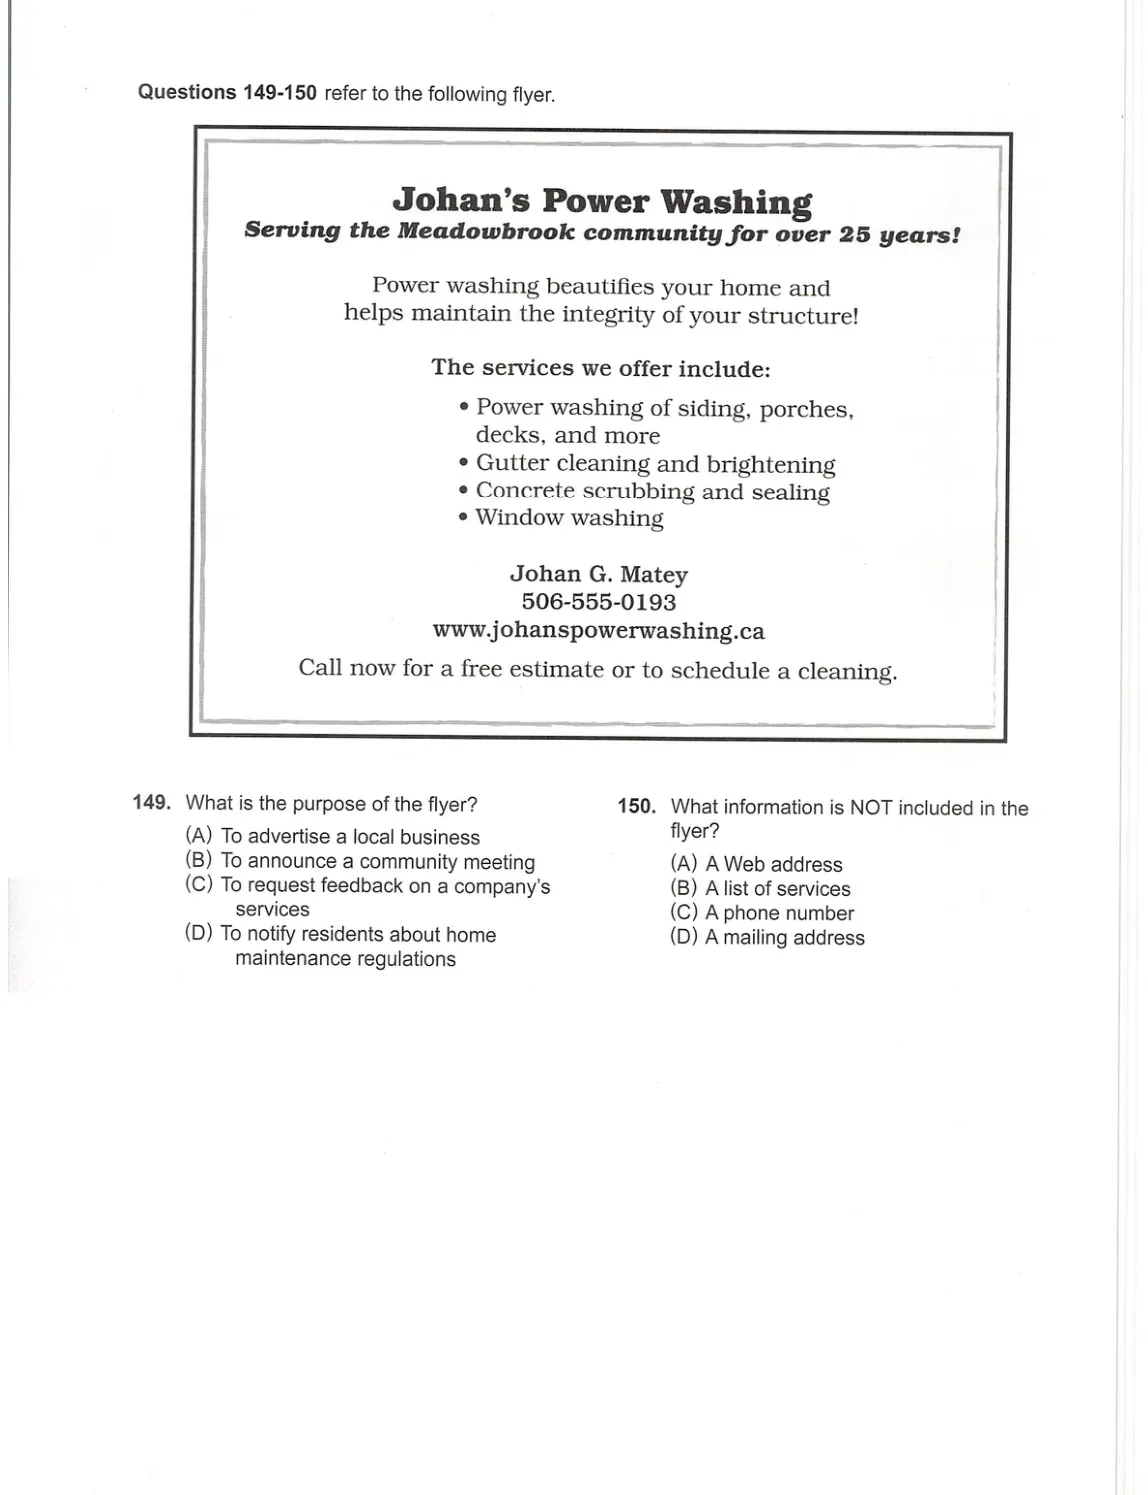 Questions 149-150 refer to the following flyer.
Johan's Power Washing
Serving the Meadowbrook community for over 25 years!
Power washing beautifies your home and
helps maintain the integrity of your structure!
The services we offer include:
• Power washing of siding, porches,
decks, and more
• Gutter cleaning and brightening
• Concrete scrubbing and sealing
• Window washing
Johan G. Matey
506-555-0193
www.johanspowerwashing.ca
Call now for a free estimate or to schedule a cleaning.
149. What is the purpose of the flyer?
(A) To advertise a local business
(B) To announce a community meeting
(C) To request feedback on a company's
services
(D) To notify residents about home
maintenance regulations
150. What information is NOT included in the
flyer?
(A) A Web address
(B) A list of services
(C) A phone number
(D) A mailing address